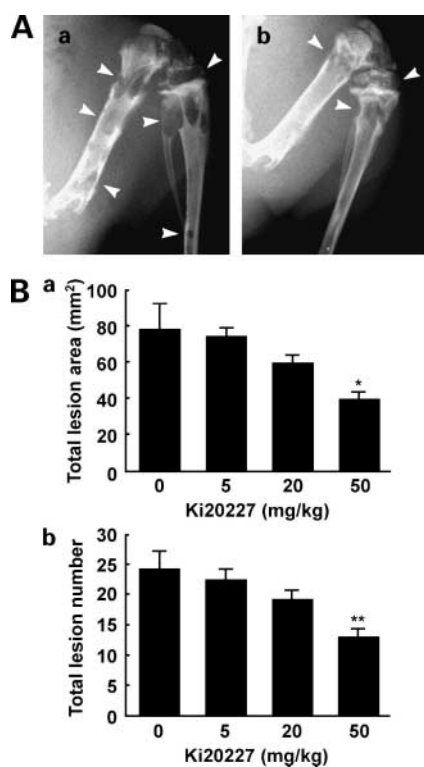 A
a
b
B
a
Total lesion area (mm²)
100
80
60
40
20
0
*
0 5 20 50
Ki20227 (mg/kg)
b
Total lesion number
25
20
15
10
5
0
**
0 5 20 50
Ki20227 (mg/kg)